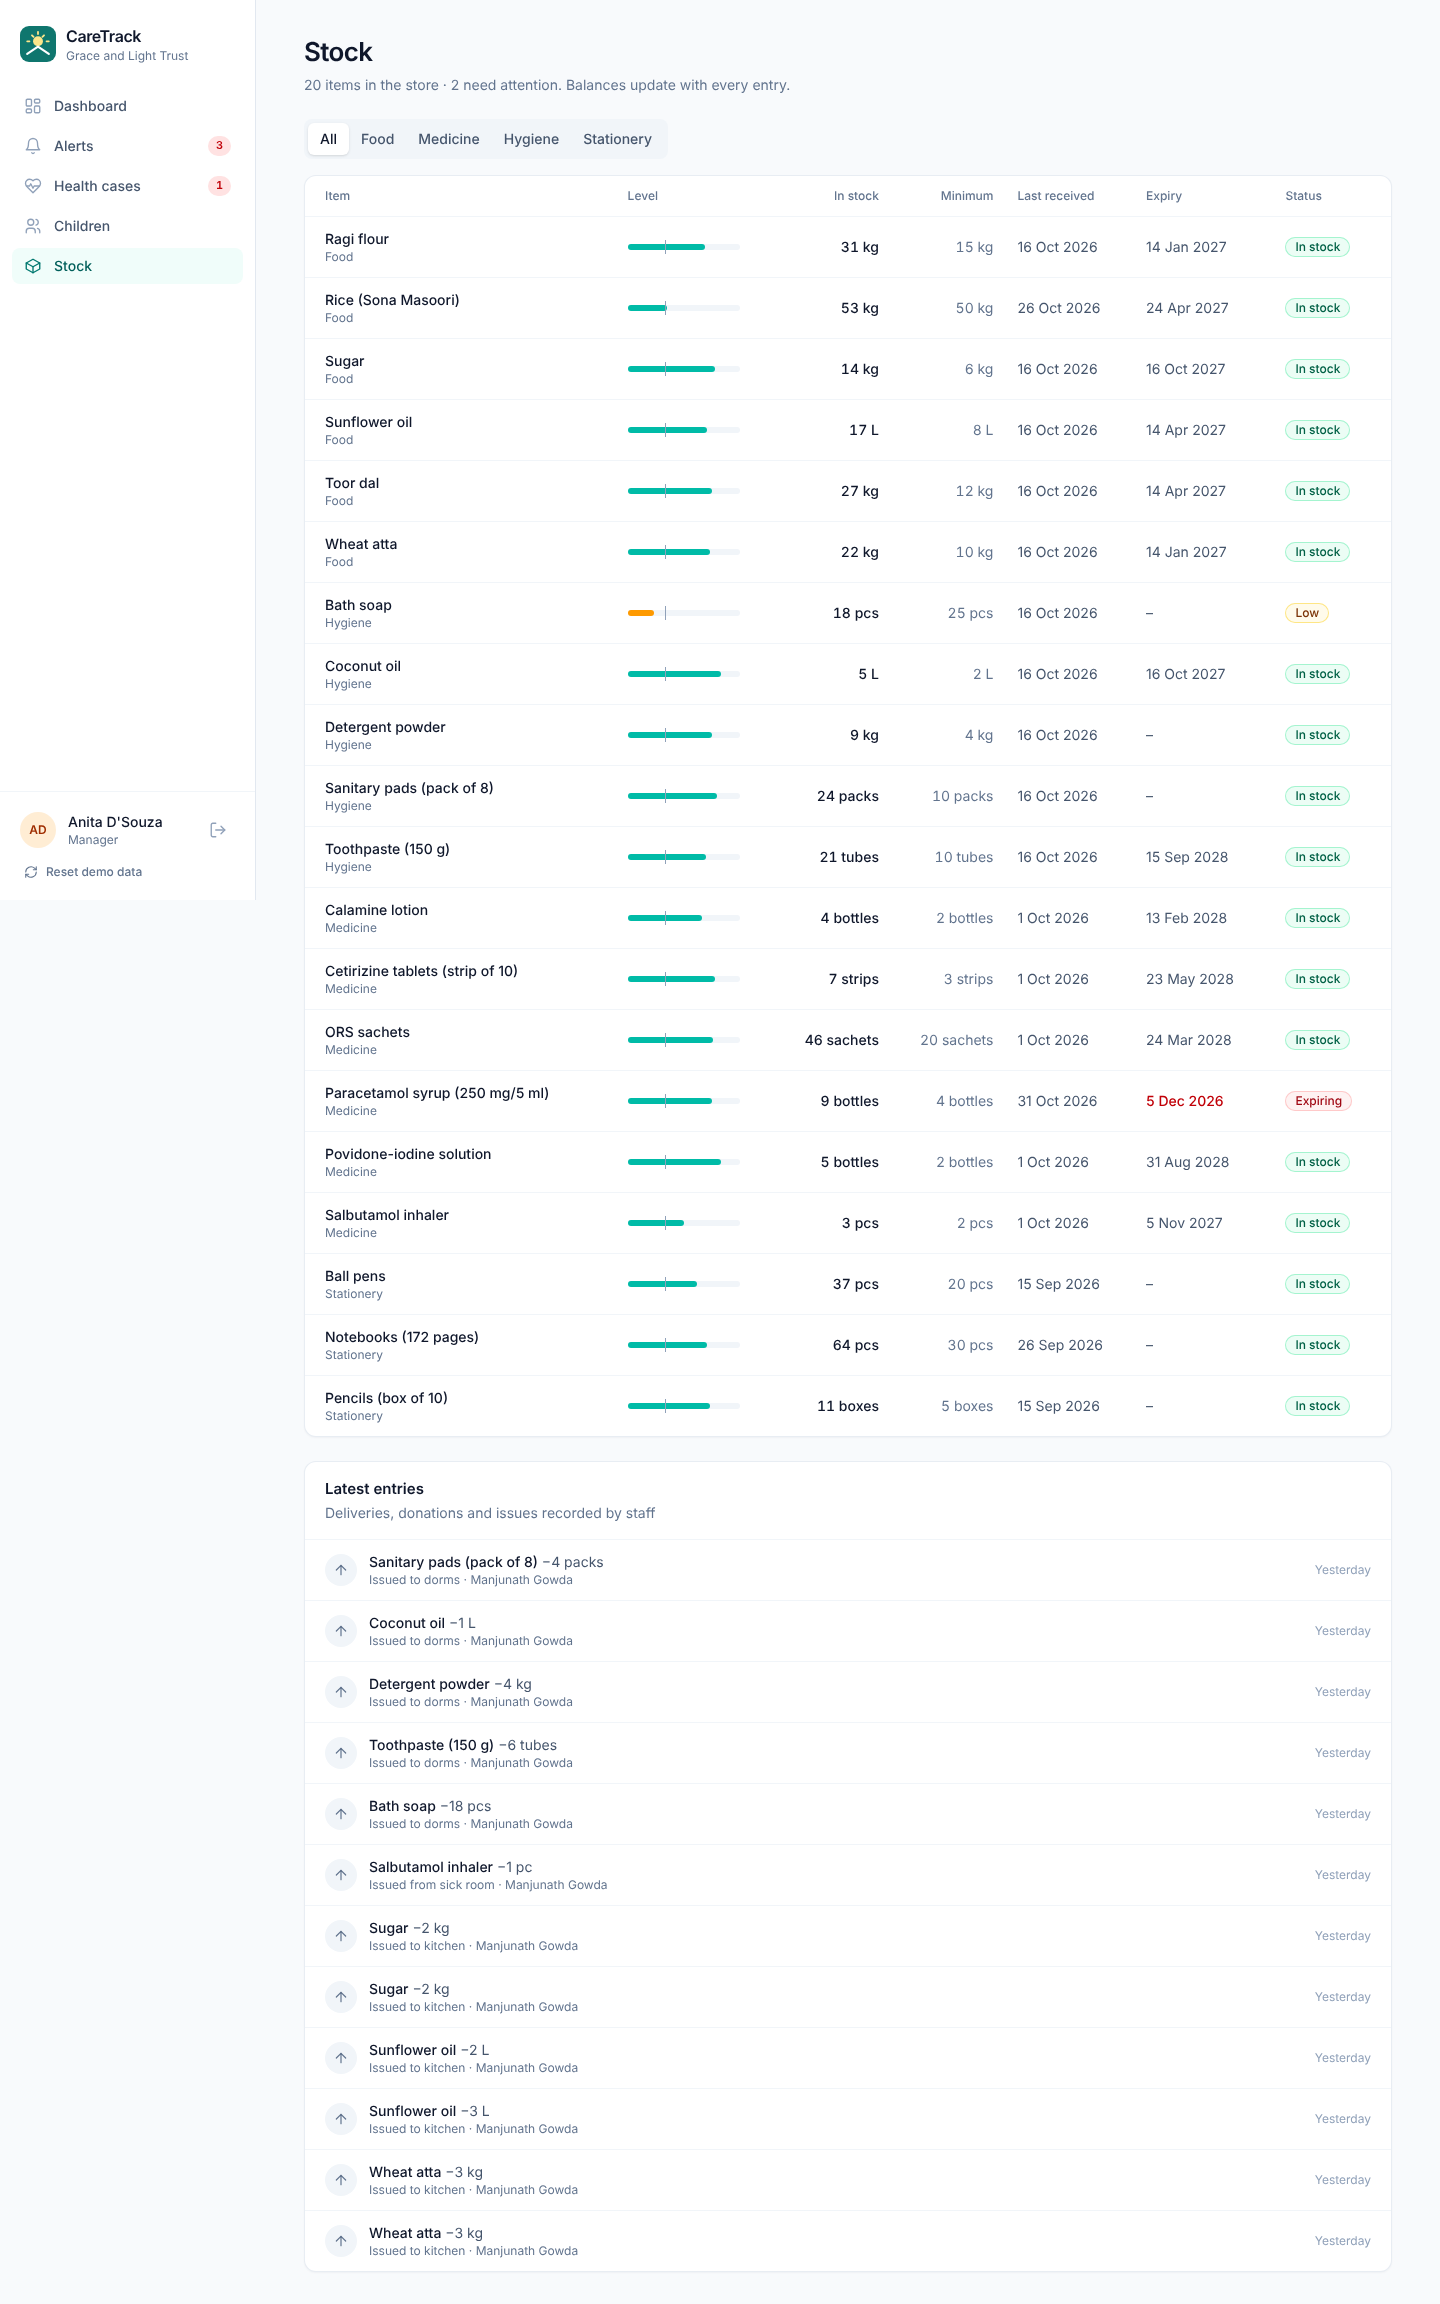 CareTrack
Grace and Light Trust
Dashboard
Alerts 3
Health cases 1
Children
Stock
AD
Anita D'Souza
Manager
Reset demo data
Stock
20 items in the store · 2 need attention. Balances update with every entry.
All Food Medicine Hygiene Stationery
Item Level In stock Minimum Last received Expiry Status
Ragi flour
Food
31 kg 15 kg 16 Oct 2026 14 Jan 2027 In stock
Rice (Sona Masoori)
Food
53 kg 50 kg 26 Oct 2026 24 Apr 2027 In stock
Sugar
Food
14 kg 6 kg 16 Oct 2026 16 Oct 2027 In stock
Sunflower oil
Food
17 L 8 L 16 Oct 2026 14 Apr 2027 In stock
Toor dal
Food
27 kg 12 kg 16 Oct 2026 14 Apr 2027 In stock
Wheat atta
Food
22 kg 10 kg 16 Oct 2026 14 Jan 2027 In stock
Bath soap
Hygiene
18 pcs 25 pcs 16 Oct 2026 – Low
Coconut oil
Hygiene
5 L 2 L 16 Oct 2026 16 Oct 2027 In stock
Detergent powder
Hygiene
9 kg 4 kg 16 Oct 2026 – In stock
Sanitary pads (pack of 8)
Hygiene
24 packs 10 packs 16 Oct 2026 – In stock
Toothpaste (150 g)
Hygiene
21 tubes 10 tubes 16 Oct 2026 15 Sep 2028 In stock
Calamine lotion
Medicine
4 bottles 2 bottles 1 Oct 2026 13 Feb 2028 In stock
Cetirizine tablets (strip of 10)
Medicine
7 strips 3 strips 1 Oct 2026 23 May 2028 In stock
ORS sachets
Medicine
46 sachets 20 sachets 1 Oct 2026 24 Mar 2028 In stock
Paracetamol syrup (250 mg/5 ml)
Medicine
9 bottles 4 bottles 31 Oct 2026 5 Dec 2026 Expiring
Povidone-iodine solution
Medicine
5 bottles 2 bottles 1 Oct 2026 31 Aug 2028 In stock
Salbutamol inhaler
Medicine
3 pcs 2 pcs 1 Oct 2026 5 Nov 2027 In stock
Ball pens
Stationery
37 pcs 20 pcs 15 Sep 2026 – In stock
Notebooks (172 pages)
Stationery
64 pcs 30 pcs 26 Sep 2026 – In stock
Pencils (box of 10)
Stationery
11 boxes 5 boxes 15 Sep 2026 – In stock
Latest entries
Deliveries, donations and issues recorded by staff
Sanitary pads (pack of 8) −4 packs
Issued to dorms · Manjunath Gowda
Yesterday
Coconut oil −1 L
Issued to dorms · Manjunath Gowda
Yesterday
Detergent powder −4 kg
Issued to dorms · Manjunath Gowda
Yesterday
Toothpaste (150 g) −6 tubes
Issued to dorms · Manjunath Gowda
Yesterday
Bath soap −18 pcs
Issued to dorms · Manjunath Gowda
Yesterday
Salbutamol inhaler −1 pc
Issued from sick room · Manjunath Gowda
Yesterday
Sugar −2 kg
Issued to kitchen · Manjunath Gowda
Yesterday
Sugar −2 kg
Issued to kitchen · Manjunath Gowda
Yesterday
Sunflower oil −2 L
Issued to kitchen · Manjunath Gowda
Yesterday
Sunflower oil −3 L
Issued to kitchen · Manjunath Gowda
Yesterday
Wheat atta −3 kg
Issued to kitchen · Manjunath Gowda
Yesterday
Wheat atta −3 kg
Issued to kitchen · Manjunath Gowda
Yesterday